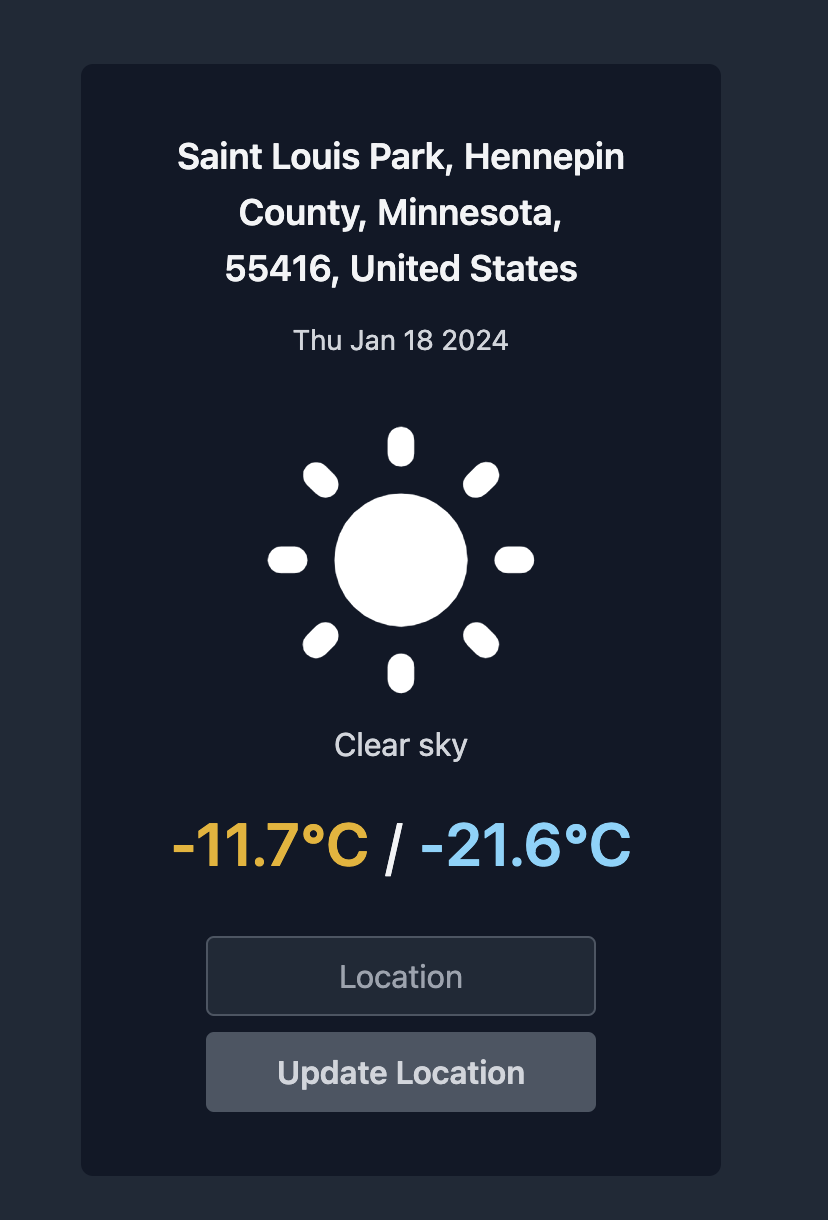 Saint Louis Park, Hennepin
County, Minnesota,
55416, United States
Thu Jan 18 2024
Clear sky
-11.7°C / -21.6°C
Location
Update Location